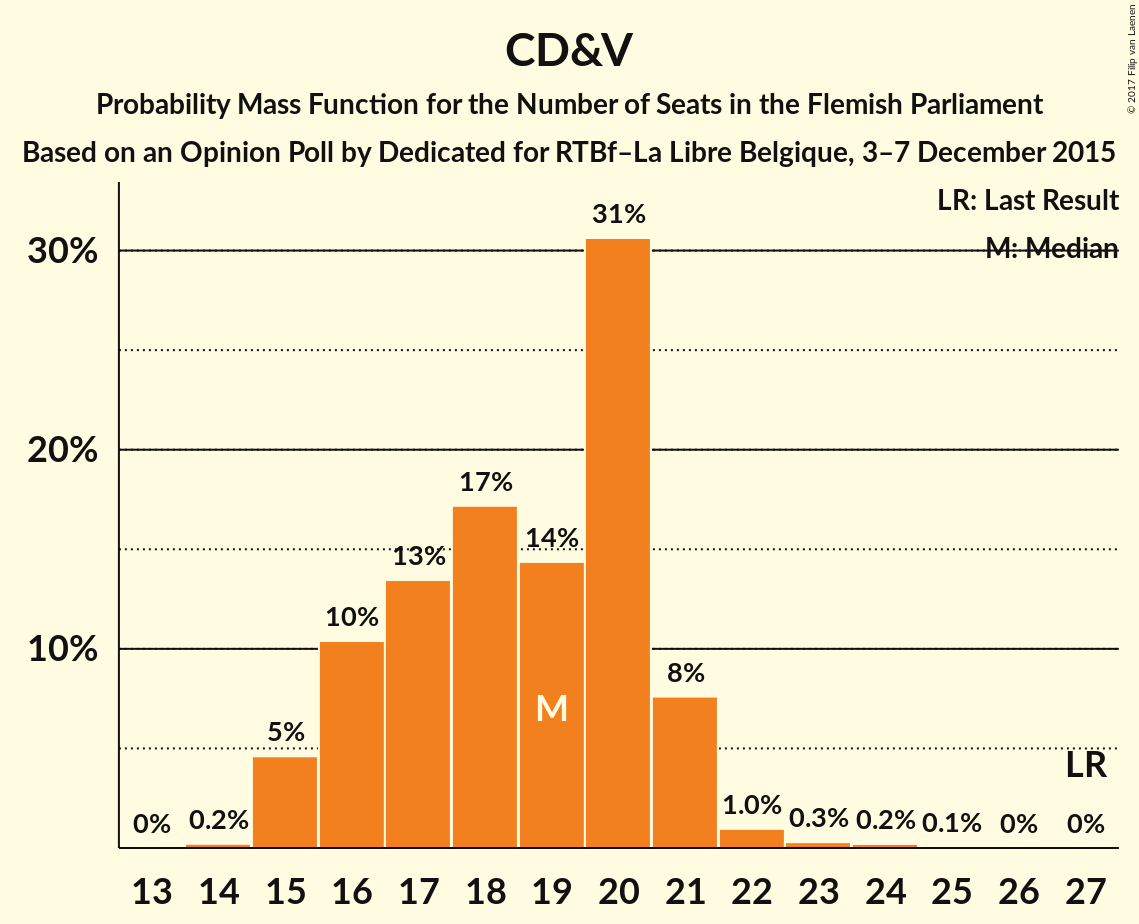 CD&V
Probability Mass Function for the Number of Seats in the Flemish Parliament
Based on an Opinion Poll by Dedicated for RTBf–La Libre Belgique, 3–7 December 2015
© 2017 Filip van Laenen
LR: Last Result
M: Median
30%
20%
10%
0%
0.2%
5%
10%
13%
17%
14%
31%
8%
1.0%
0.3%
0.2%
0.1%
0%
0%
M
LR
13 14 15 16 17 18 19 20 21 22 23 24 25 26 27